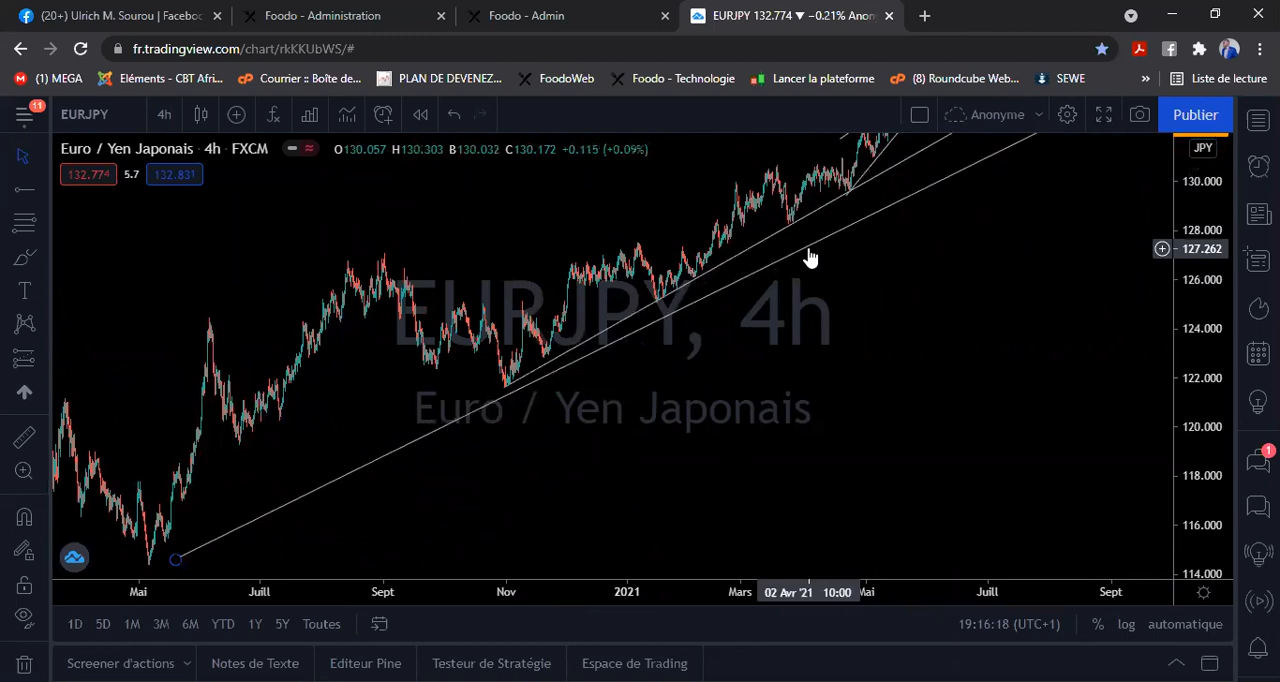 (20+) Ulrich M. Sourou | Faceboo
Foodo - Administration
Foodo - Admin
EURJPY 132.774 ▼ −0.21% Anon
fr.tradingview.com/chart/rkKKUbWS/#
(1) MEGA
Eléments - CBT Afri...
Courrier :: Boîte de...
PLAN DE DEVENEZ...
FoodoWeb
Foodo - Technologie
Lancer la plateforme
(8) Roundcube Web...
SEWE
»
Liste de lecture
11
EURJPY
4h
Anonyme
Publier
Euro / Yen Japonais · 4h · FXCM
O130.057 H130.303 B130.032 C130.172 +0.115 (+0.09%)
JPY
132.774
5.7
132.831
130.000
128.000
127.262
126.000
124.000
122.000
120.000
118.000
116.000
114.000
EURJPY, 4h
Euro / Yen Japonais
1
Mai
Juill
Sept
Nov
2021
Mars
02 Avr '21 10:00
Mai
Juill
Sept
1D 5D 1M 3M 6M YTD 1Y 5Y Toutes
19:16:18 (UTC+1)
% log automatique
Screener d'actions
Notes de Texte
Editeur Pine
Testeur de Stratégie
Espace de Trading